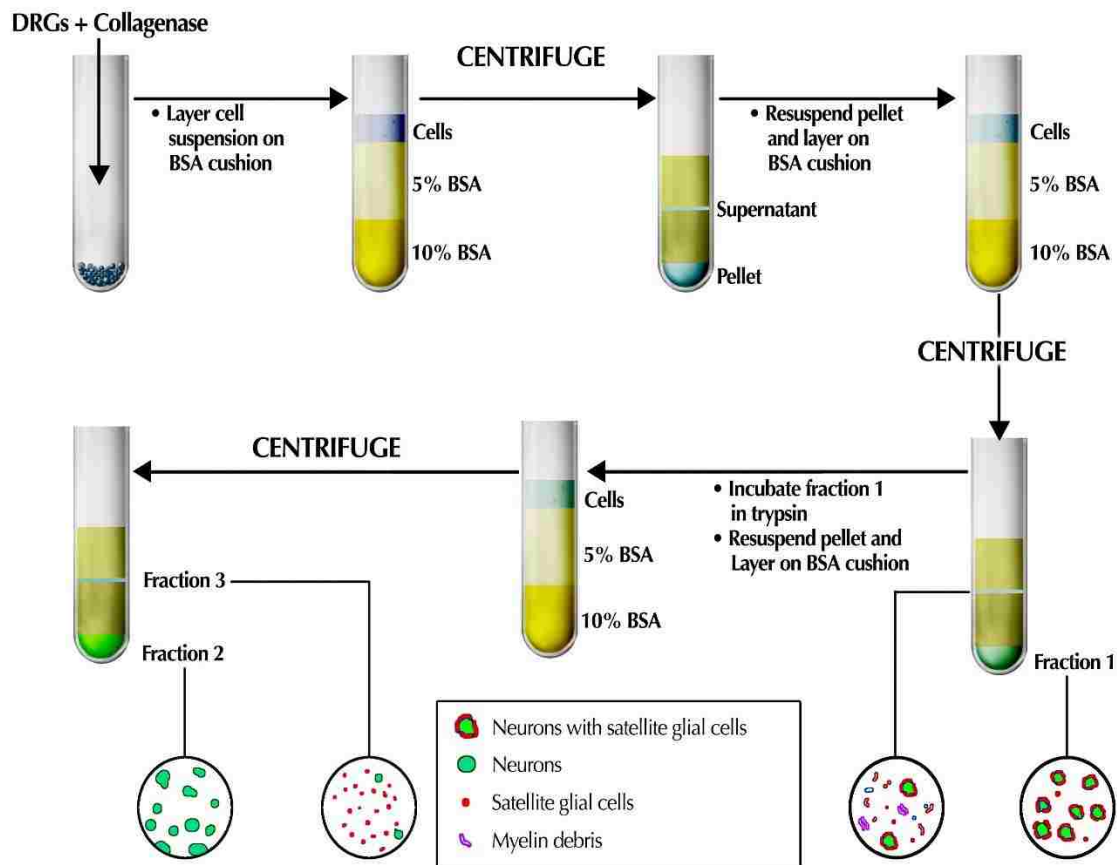 DRGs + Collagenase
• Layer cell
suspension on
BSA cushion
Cells
5% BSA
10% BSA
CENTRIFUGE
Supernatant
Pellet
• Resuspend pellet
and layer on
BSA cushion
Cells
5% BSA
10% BSA
CENTRIFUGE
Fraction 1
• Incubate fraction 1
in trypsin
• Resuspend pellet and
Layer on BSA cushion
Cells
5% BSA
10% BSA
CENTRIFUGE
Fraction 3
Fraction 2
Neurons with satellite glial cells
Neurons
Satellite glial cells
Myelin debris